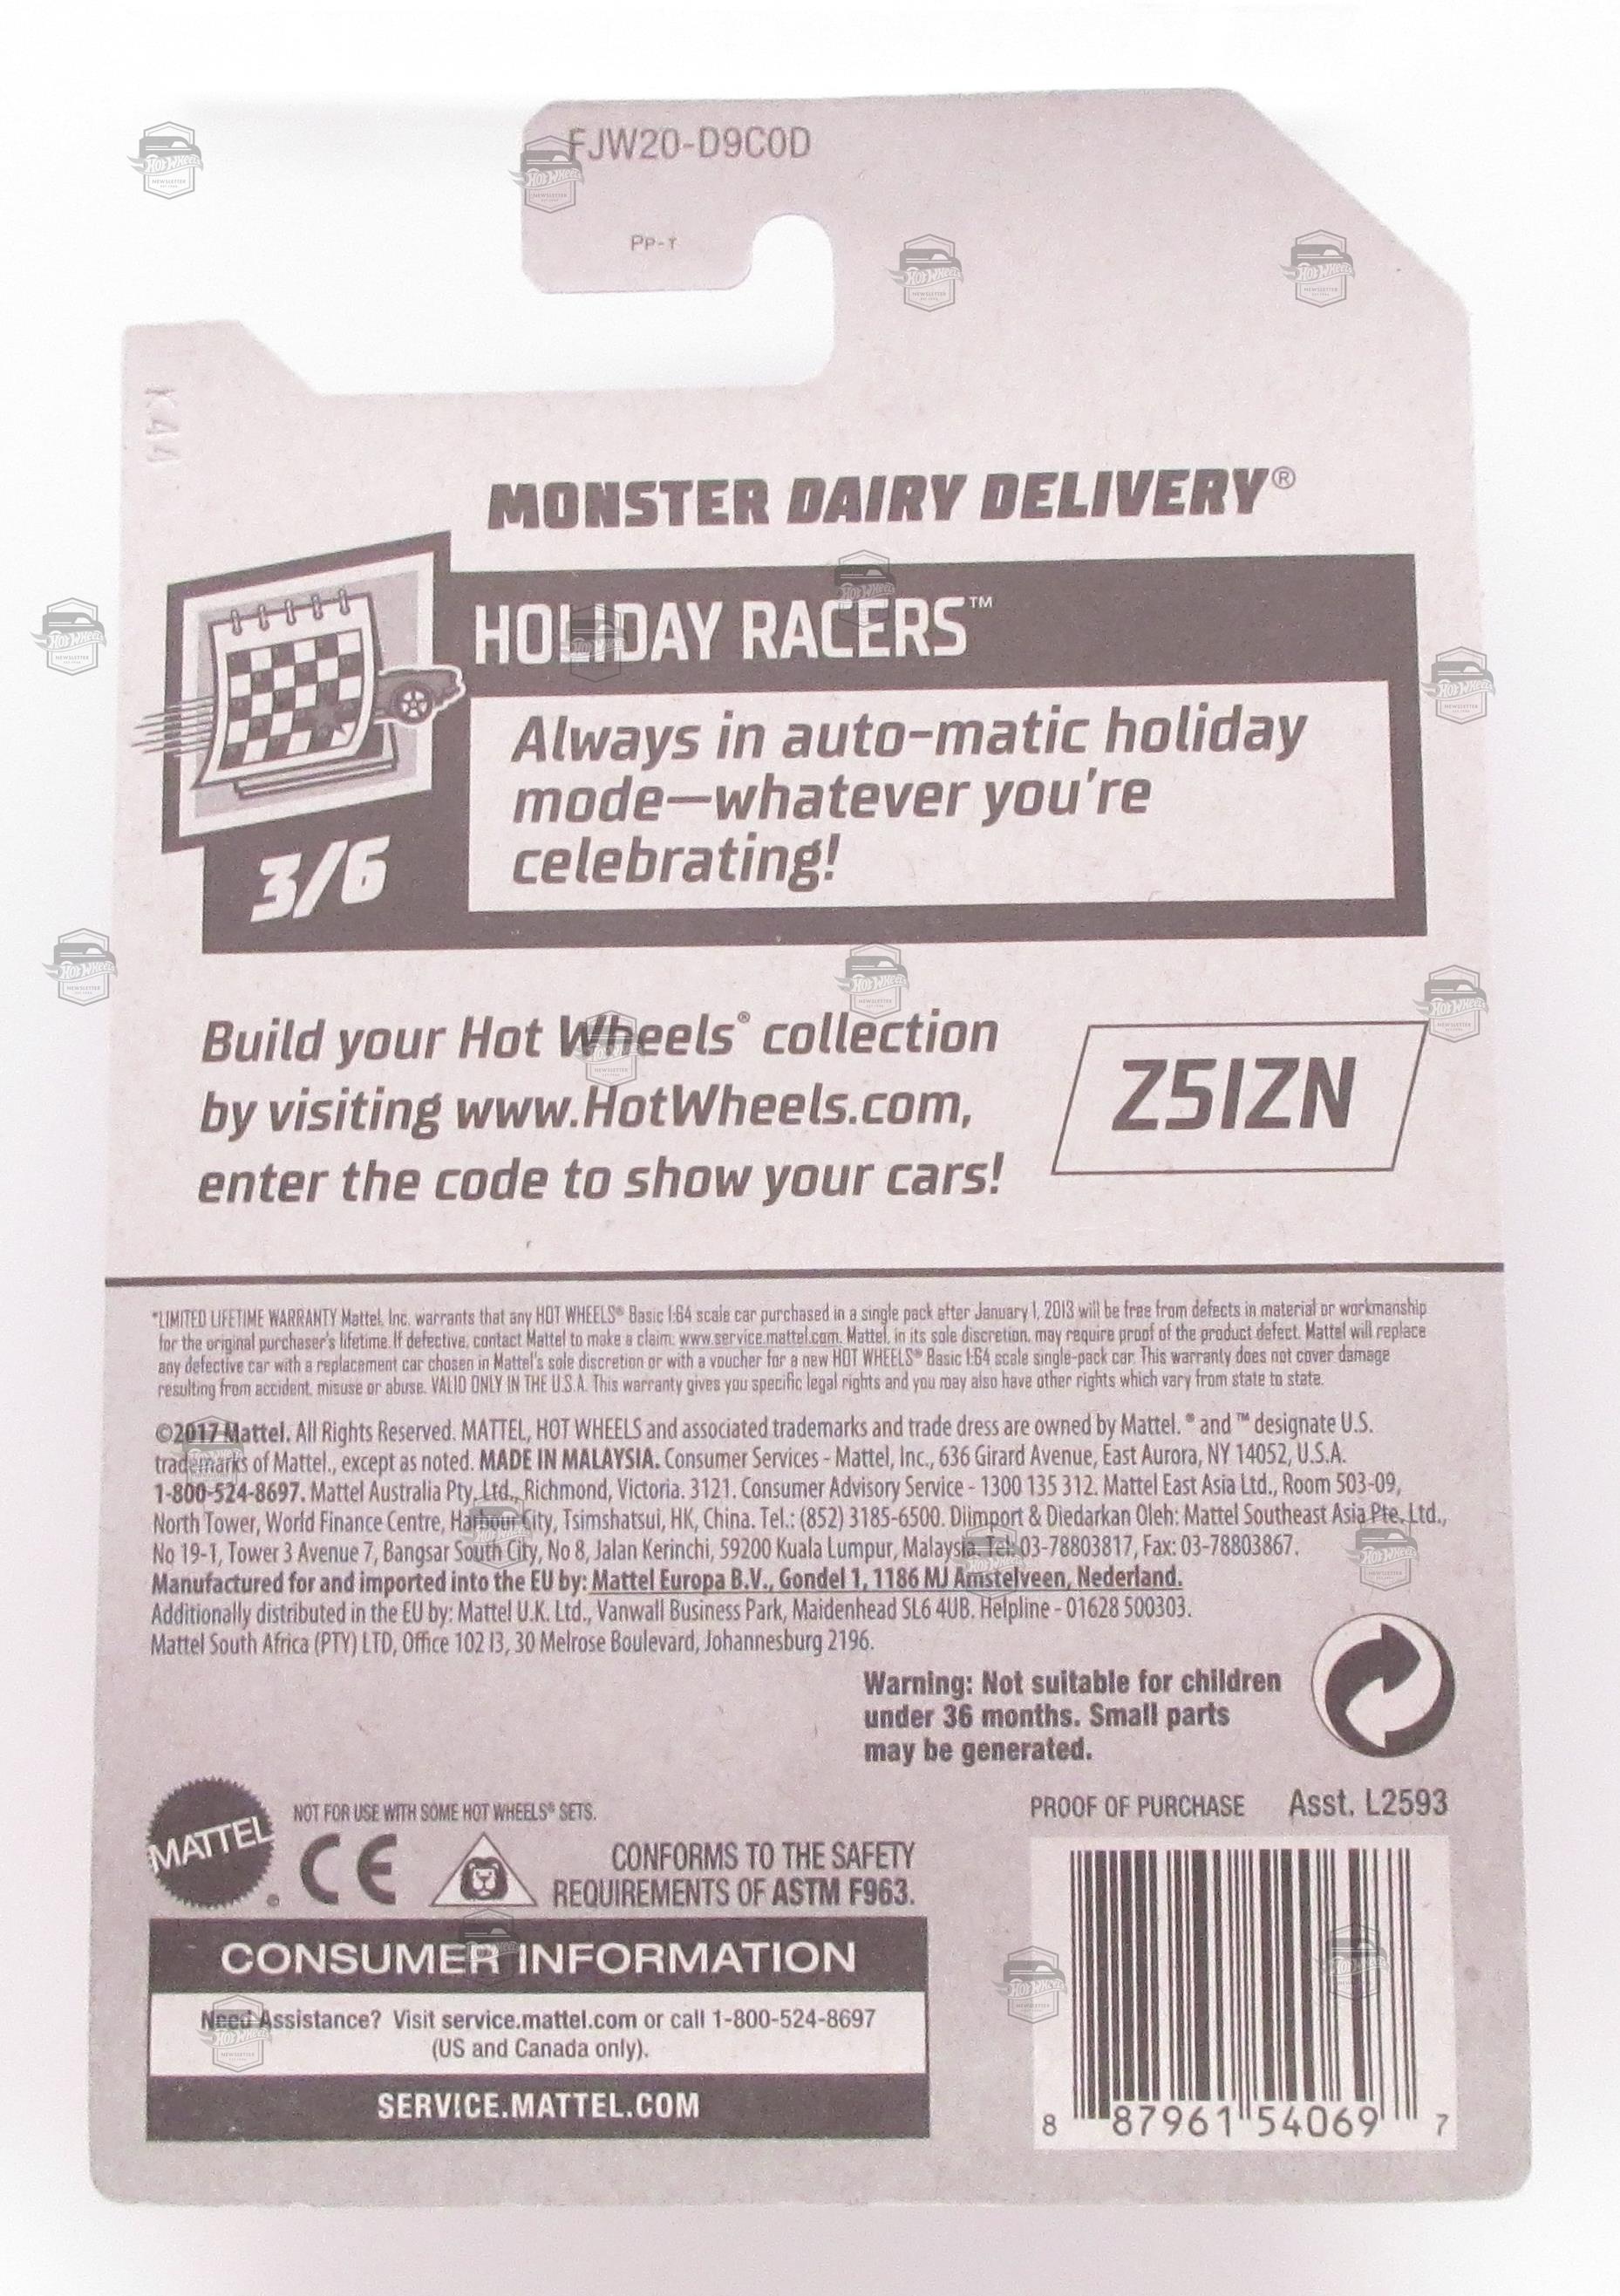 FJW20-D9C0D
Pp-Y
K44
MONSTER DAIRY DELIVERY®
HOLIDAY RACERS™
Always in auto-matic holiday
mode—whatever you're
celebrating!
3/6
Build your Hot Wheels® collection
by visiting www.HotWheels.com,
enter the code to show your cars!
Z5IZN
*LIMITED LIFETIME WARRANTY Mattel, Inc. warrants that any HOT WHEELS® Basic 1:64 scale car purchased in a single pack after January 1, 2013 will be free from defects in material or workmanship
for the original purchaser's lifetime. If defective, contact Mattel to make a claim: www.service.mattel.com. Mattel, in its sole discretion, may require proof of the product defect. Mattel will replace
any defective car with a replacement car chosen in Mattel's sole discretion or with a voucher for a new HOT WHEELS® Basic 1:64 scale single-pack car. This warranty does not cover damage
resulting from accident, misuse or abuse. VALID ONLY IN THE U.S.A. This warranty gives you specific legal rights and you may also have other rights which vary from state to state.
©2017 Mattel. All Rights Reserved. MATTEL, HOT WHEELS and associated trademarks and trade dress are owned by Mattel. ® and ™ designate U.S.
trademarks of Mattel., except as noted. MADE IN MALAYSIA. Consumer Services - Mattel, Inc., 636 Girard Avenue, East Aurora, NY 14052, U.S.A.
1-800-524-8697. Mattel Australia Pty. Ltd., Richmond, Victoria. 3121. Consumer Advisory Service - 1300 135 312. Mattel East Asia Ltd., Room 503-09,
North Tower, World Finance Centre, Harbour City, Tsimshatsui, HK, China. Tel.: (852) 3185-6500. Diimport & Diedarkan Oleh: Mattel Southeast Asia Pte. Ltd.,
No 19-1, Tower 3 Avenue 7, Bangsar South City, No 8, Jalan Kerinchi, 59200 Kuala Lumpur, Malaysia. Tel: 03-78803817, Fax: 03-78803867.
Manufactured for and imported into the EU by: Mattel Europa B.V., Gondel 1, 1186 MJ Amstelveen, Nederland.
Additionally distributed in the EU by: Mattel U.K. Ltd., Vanwall Business Park, Maidenhead SL6 4UB. Helpline - 01628 500303.
Mattel South Africa (PTY) LTD, Office 102 I3, 30 Melrose Boulevard, Johannesburg 2196.
Warning: Not suitable for children
under 36 months. Small parts
may be generated.
MATTEL®
NOT FOR USE WITH SOME HOT WHEELS® SETS.
CE
CONFORMS TO THE SAFETY
REQUIREMENTS OF ASTM F963.
PROOF OF PURCHASE Asst. L2593
CONSUMER INFORMATION
Need Assistance? Visit service.mattel.com or call 1-800-524-8697
(US and Canada only).
SERVICE.MATTEL.COM
8 87961 54069 7
Hot Wheels
NEWSLETTER